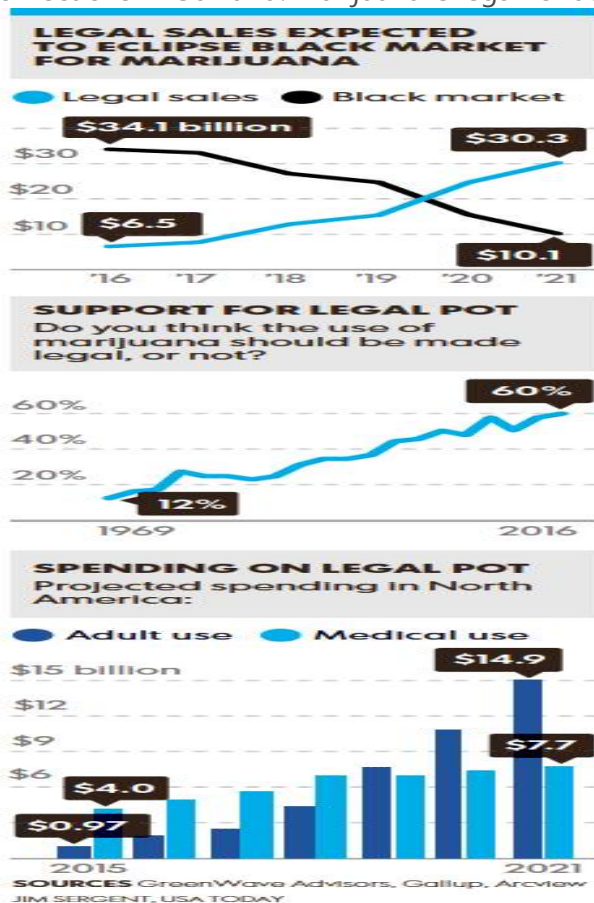 LEGAL SALES EXPECTED
TO ECLIPSE BLACK MARKET
FOR MARIJUANA
Legal sales Black market
$34.1 billion
$30.3
$30
$20
$10
$6.5
$10.1
'16 '17 '18 '19 '20 '21
SUPPORT FOR LEGAL POT
Do you think the use of
marijuana should be made
legal, or not?
60%
60%
40%
20%
12%
1969 2016
SPENDING ON LEGAL POT
Projected spending in North
America:
Adult use Medical use
$14.9
$15 billion
$12
$9
$7.7
$6
$4.0
$0.97
2015 2021
SOURCES GreenWave Advisors, Gallup, Arcview
JIM SERGENT, USA TODAY